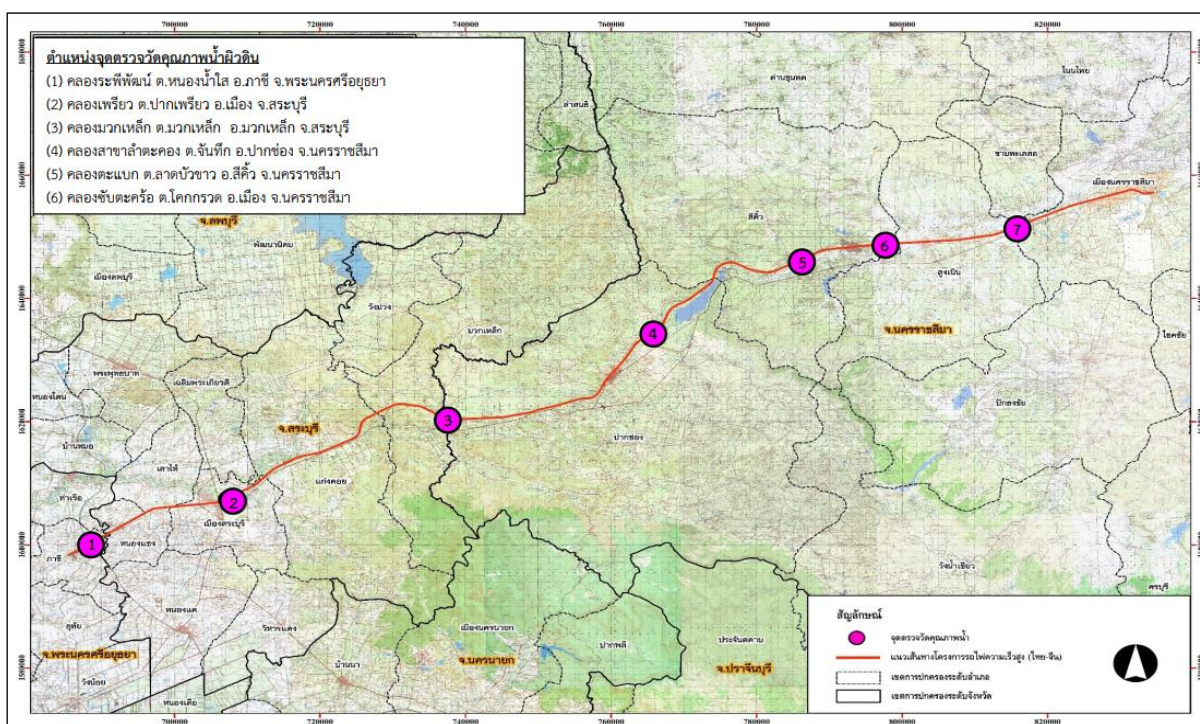 700000 720000 740000 760000 780000 800000 820000
ตำแหน่งจุดตรวจวัดคุณภาพน้ำผิวดิน
(1) คลองระพีพัฒน์ ต.หนองน้ำใส อ.ภาชี จ.พระนครศรีอยุธยา
(2) คลองเพรียว ต.ปากเพรียว อ.เมือง จ.สระบุรี
(3) คลองมวกเหล็ก ต.มวกเหล็ก อ.มวกเหล็ก จ.สระบุรี
(4) คลองสาขาลำตะคอง ต.จันทึก อ.ปากช่อง จ.นครราชสีมา
(5) คลองตะแบก ต.ลาดบัวขาว อ.สีคิ้ว จ.นครราชสีมา
(6) คลองซับตะคร้อ ต.โคกกรวด อ.เมือง จ.นครราชสีมา
1680000
ลำสนธิ
ด่านขุนทด
โนนไทย
1660000
ขามทะเลสอ
เมืองนครราชสีมา
จ.ลพบุรี
พัฒนานิคม
สีคิ้ว
7
6
5
สูงเนิน
เมืองลพบุรี
1640000
วังม่วง
มวกเหล็ก
4
จ.นครราชสีมา
โชคชัย
พระพุทธบาท
เฉลิมพระเกียรติ
หนองโดน
ปักธงชัย
1620000
3
จ.สระบุรี
บ้านหมอ
ปากช่อง
เสาไห้
แก่งคอย
ท่าเรือ
2
เมืองสระบุรี
1600000
1
หนองแซง
ภาชี
วังน้ำเขียว
ครบุรี
หนองแค
อุทัย
วิหารแดง
เมืองนครนายก
ปากพลี
ประจันตคาม
จ.พระนครศรีอยุธยา
บ้านนา
จ.นครนายก
จ.ปราจีนบุรี
1580000
วังน้อย
หนองเสือ
สัญลักษณ์
จุดตรวจวัดคุณภาพน้ำ
แนวเส้นทางโครงการรถไฟความเร็วสูง (ไทย-จีน)
เขตการปกครองระดับอำเภอ
เขตการปกครองระดับจังหวัด
700000 720000 740000 760000 780000 800000 820000